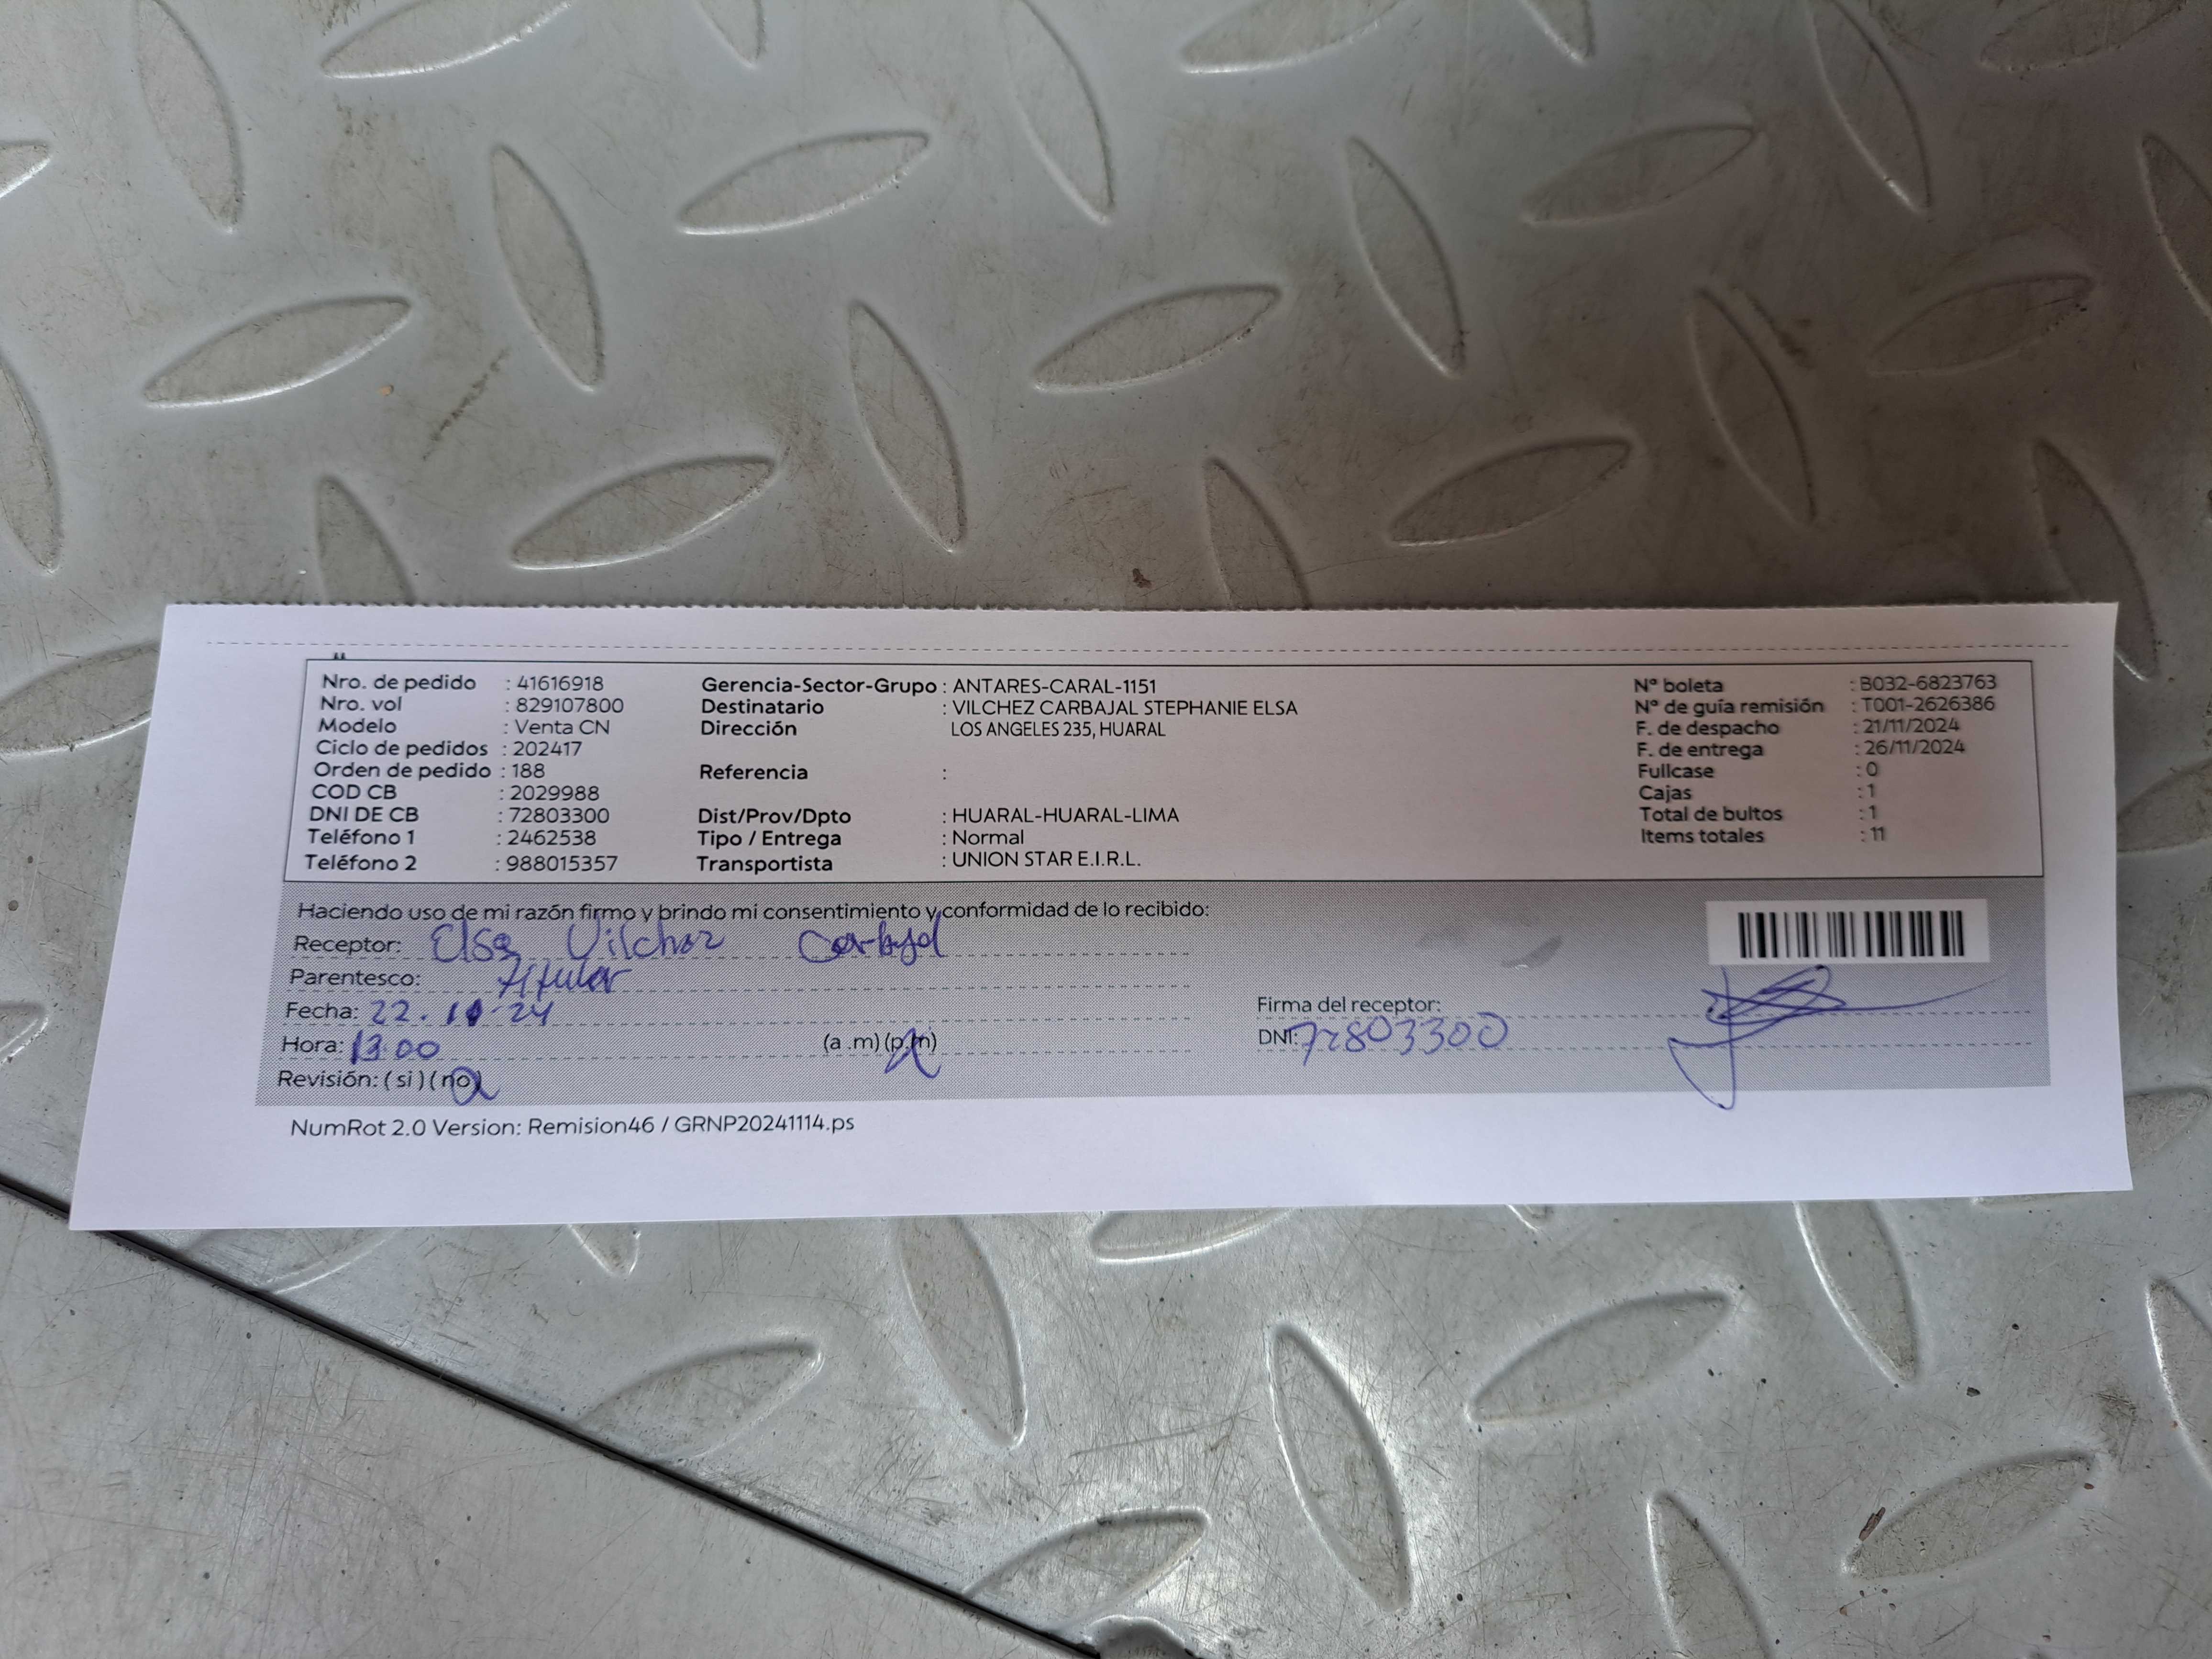 Nro. de pedido : 41616918 Gerencia-Sector-Grupo : ANTARES-CARAL-1151 Nº boleta : B032-6823763
Nro. vol : 829107800 Destinatario : VILCHEZ CARBAJAL STEPHANIE ELSA Nº de guía remisión : T001-2626386
Modelo : Venta CN Dirección LOS ANGELES 235, HUARAL F. de despacho : 21/11/2024
Ciclo de pedidos : 202417 F. de entrega : 26/11/2024
Orden de pedido : 188 Referencia : Fullcase : 0
COD CB : 2029988 Cajas : 1
DNI DE CB : 72803300 Dist/Prov/Dpto : HUARAL-HUARAL-LIMA Total de bultos : 1
Teléfono 1 : 2462538 Tipo / Entrega : Normal Items totales : 11
Teléfono 2 : 988015357 Transportista : UNION STAR E.I.R.L.
Haciendo uso de mi razón firmo y brindo mi consentimiento y conformidad de lo recibido:
Receptor: Elsa Vilchez Carbajal
Parentesco: titular
Fecha: 22.11-24 Firma del receptor:
Hora: 13:00 (a .m) (p.m) DNI: 72803300
Revisión: ( si ) ( no )
NumRot 2.0 Version: Remision46 / GRNP20241114.ps